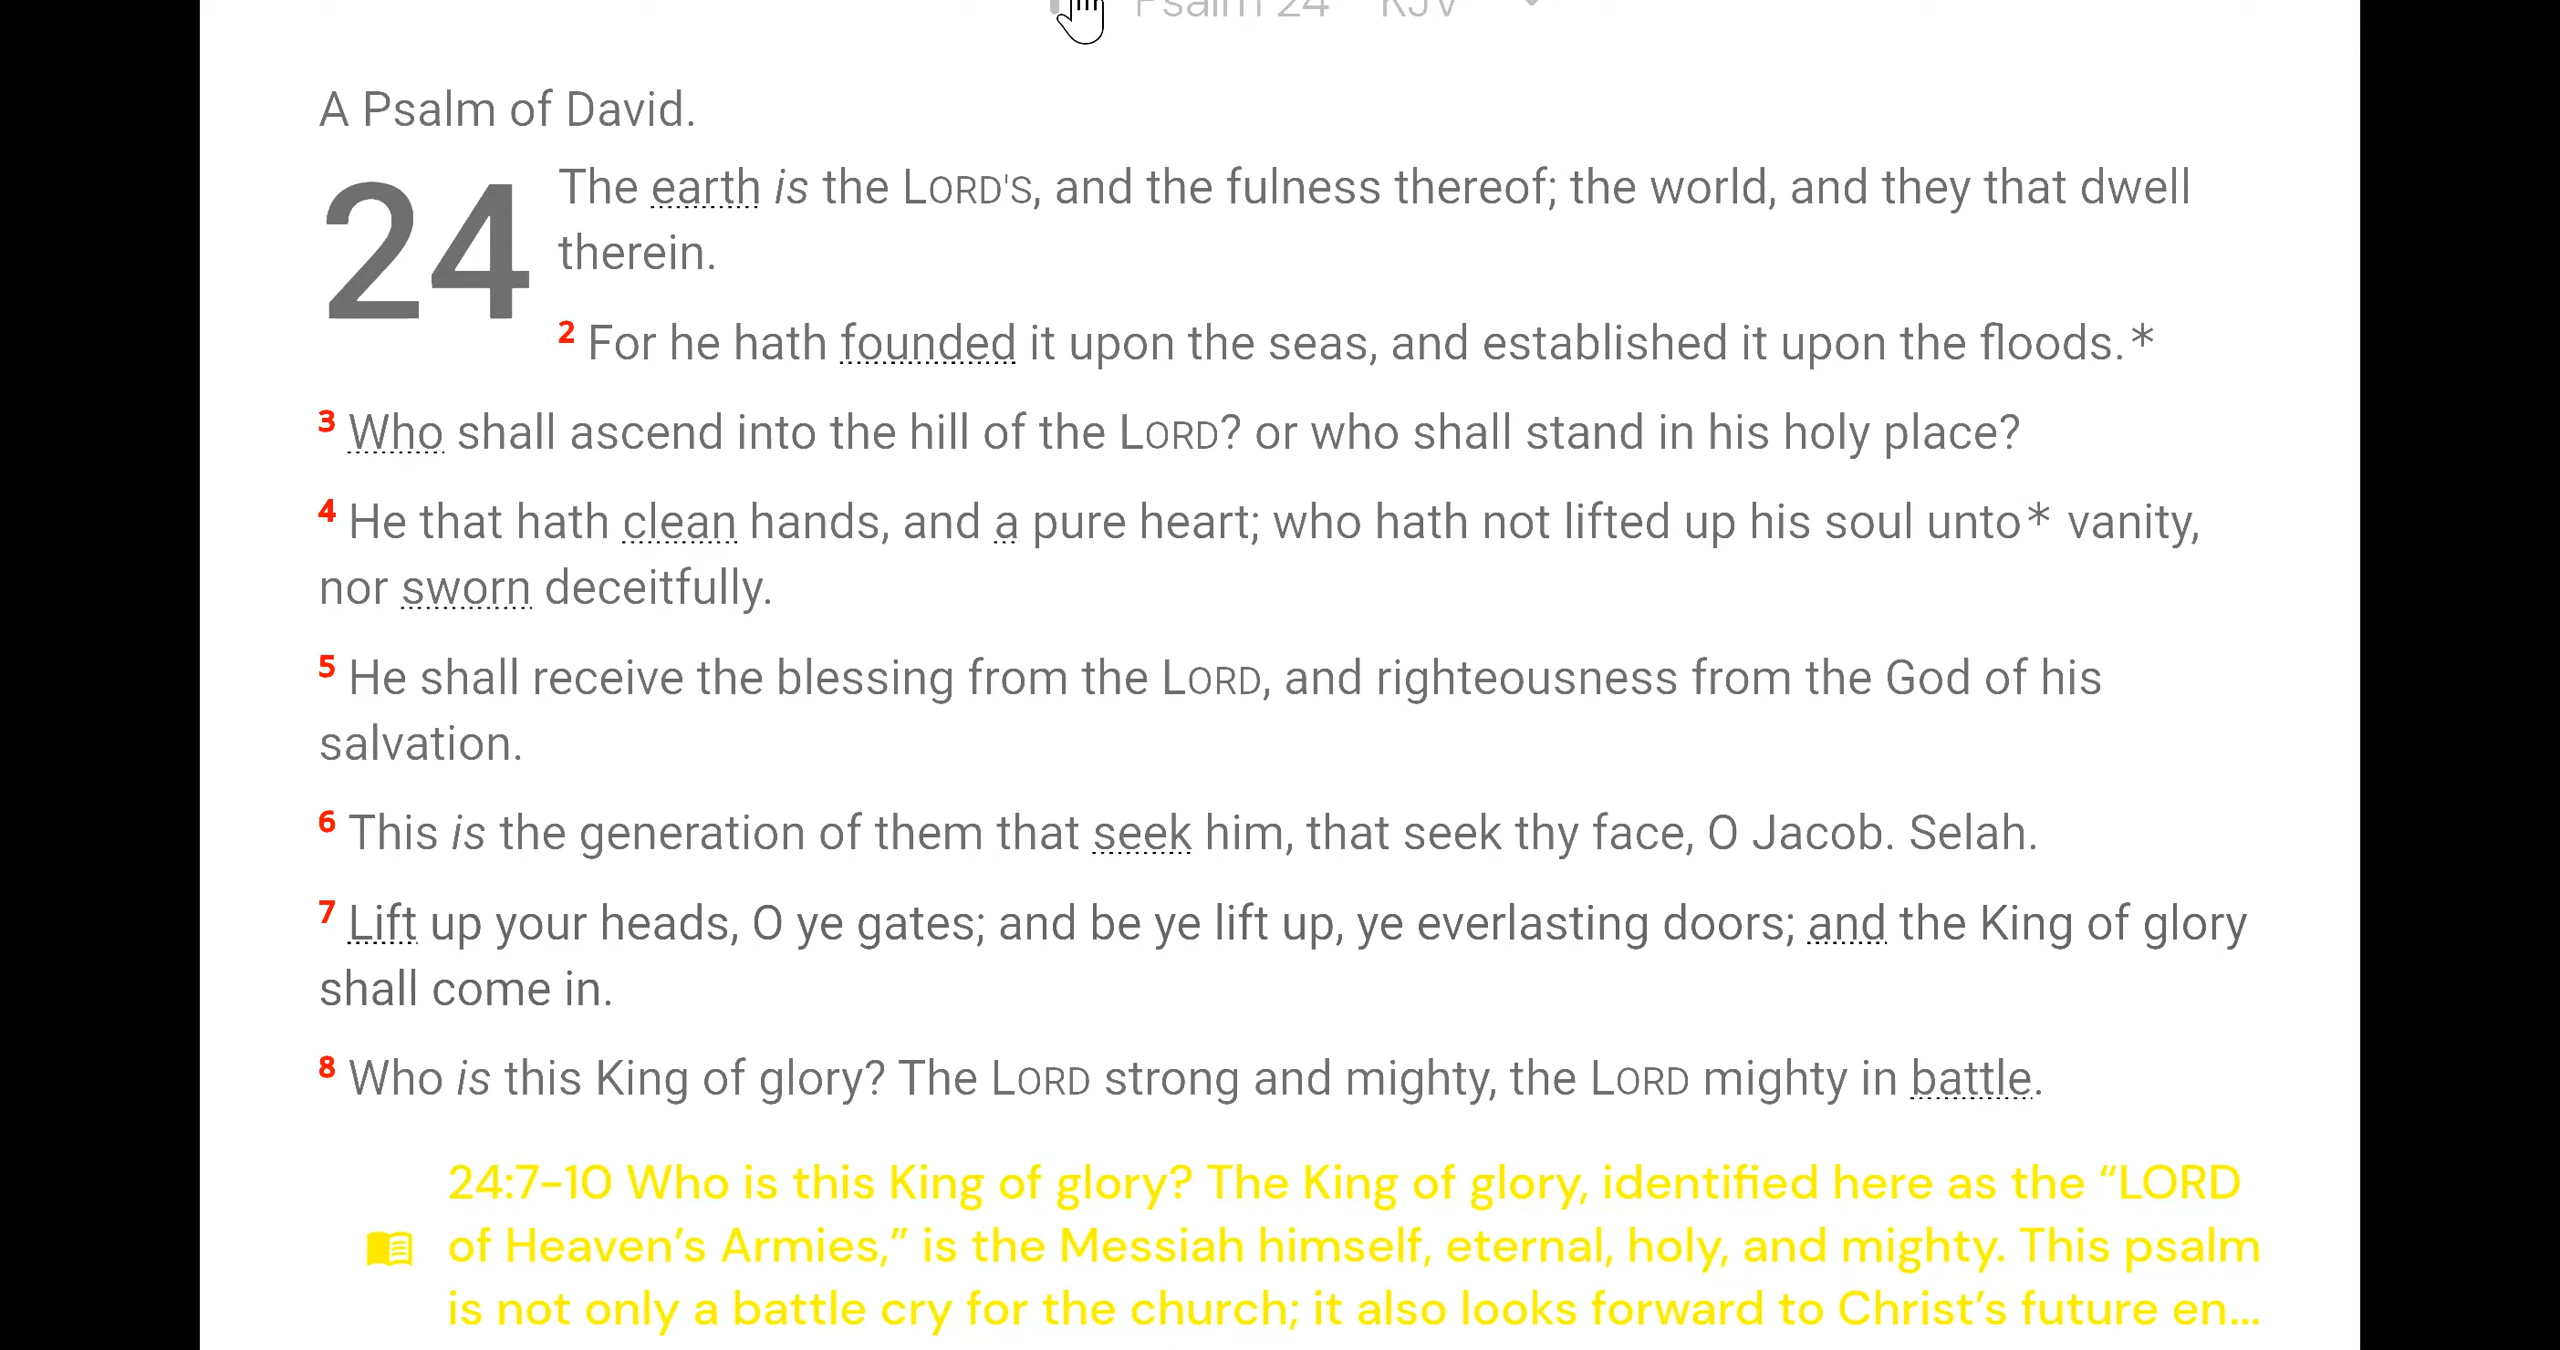 Psalm 24 KJV
A Psalm of David.
24 The earth is the LORD'S, and the fulness thereof; the world, and they that dwell
therein.
2 For he hath founded it upon the seas, and established it upon the floods.*
3 Who shall ascend into the hill of the LORD? or who shall stand in his holy place?
4 He that hath clean hands, and a pure heart; who hath not lifted up his soul unto* vanity,
nor sworn deceitfully.
5 He shall receive the blessing from the LORD, and righteousness from the God of his
salvation.
6 This is the generation of them that seek him, that seek thy face, O Jacob. Selah.
7 Lift up your heads, O ye gates; and be ye lift up, ye everlasting doors; and the King of glory
shall come in.
8 Who is this King of glory? The LORD strong and mighty, the LORD mighty in battle.
24:7–10 Who is this King of glory? The King of glory, identified here as the “LORD
of Heaven’s Armies,” is the Messiah himself, eternal, holy, and mighty. This psalm
is not only a battle cry for the church; it also looks forward to Christ’s future en...